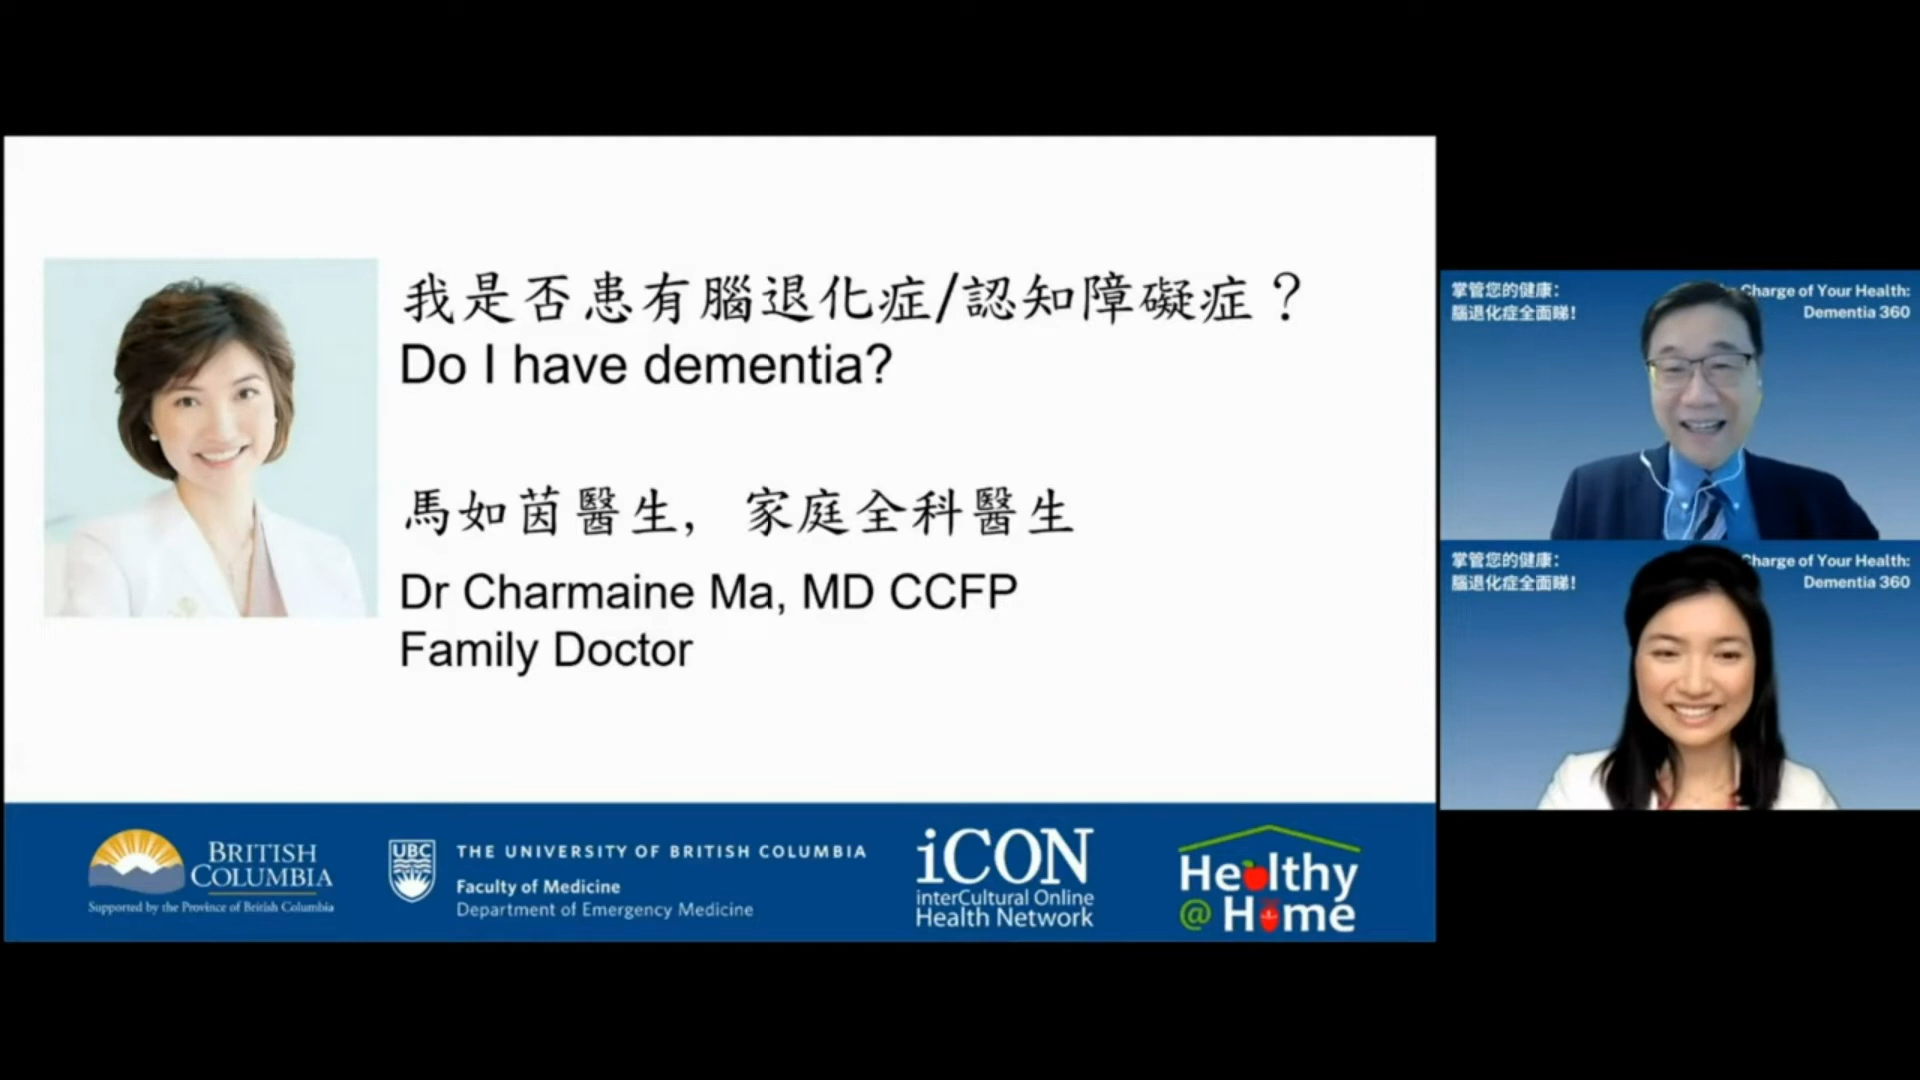 我是否患有腦退化症/認知障礙症？
Do I have dementia?
馬如茵醫生, 家庭全科醫生
Dr Charmaine Ma, MD CCFP
Family Doctor
BRITISH
COLUMBIA
Supported by the Province of British Columbia
UBC
THE UNIVERSITY OF BRITISH COLUMBIA
Faculty of Medicine
Department of Emergency Medicine
iCON
interCultural Online
Health Network
Healthy
@ Home
掌管您的健康：
腦退化症全面睇！
Charge of Your Health:
Dementia 360
掌管您的健康：
腦退化症全面睇！
Charge of Your Health:
Dementia 360